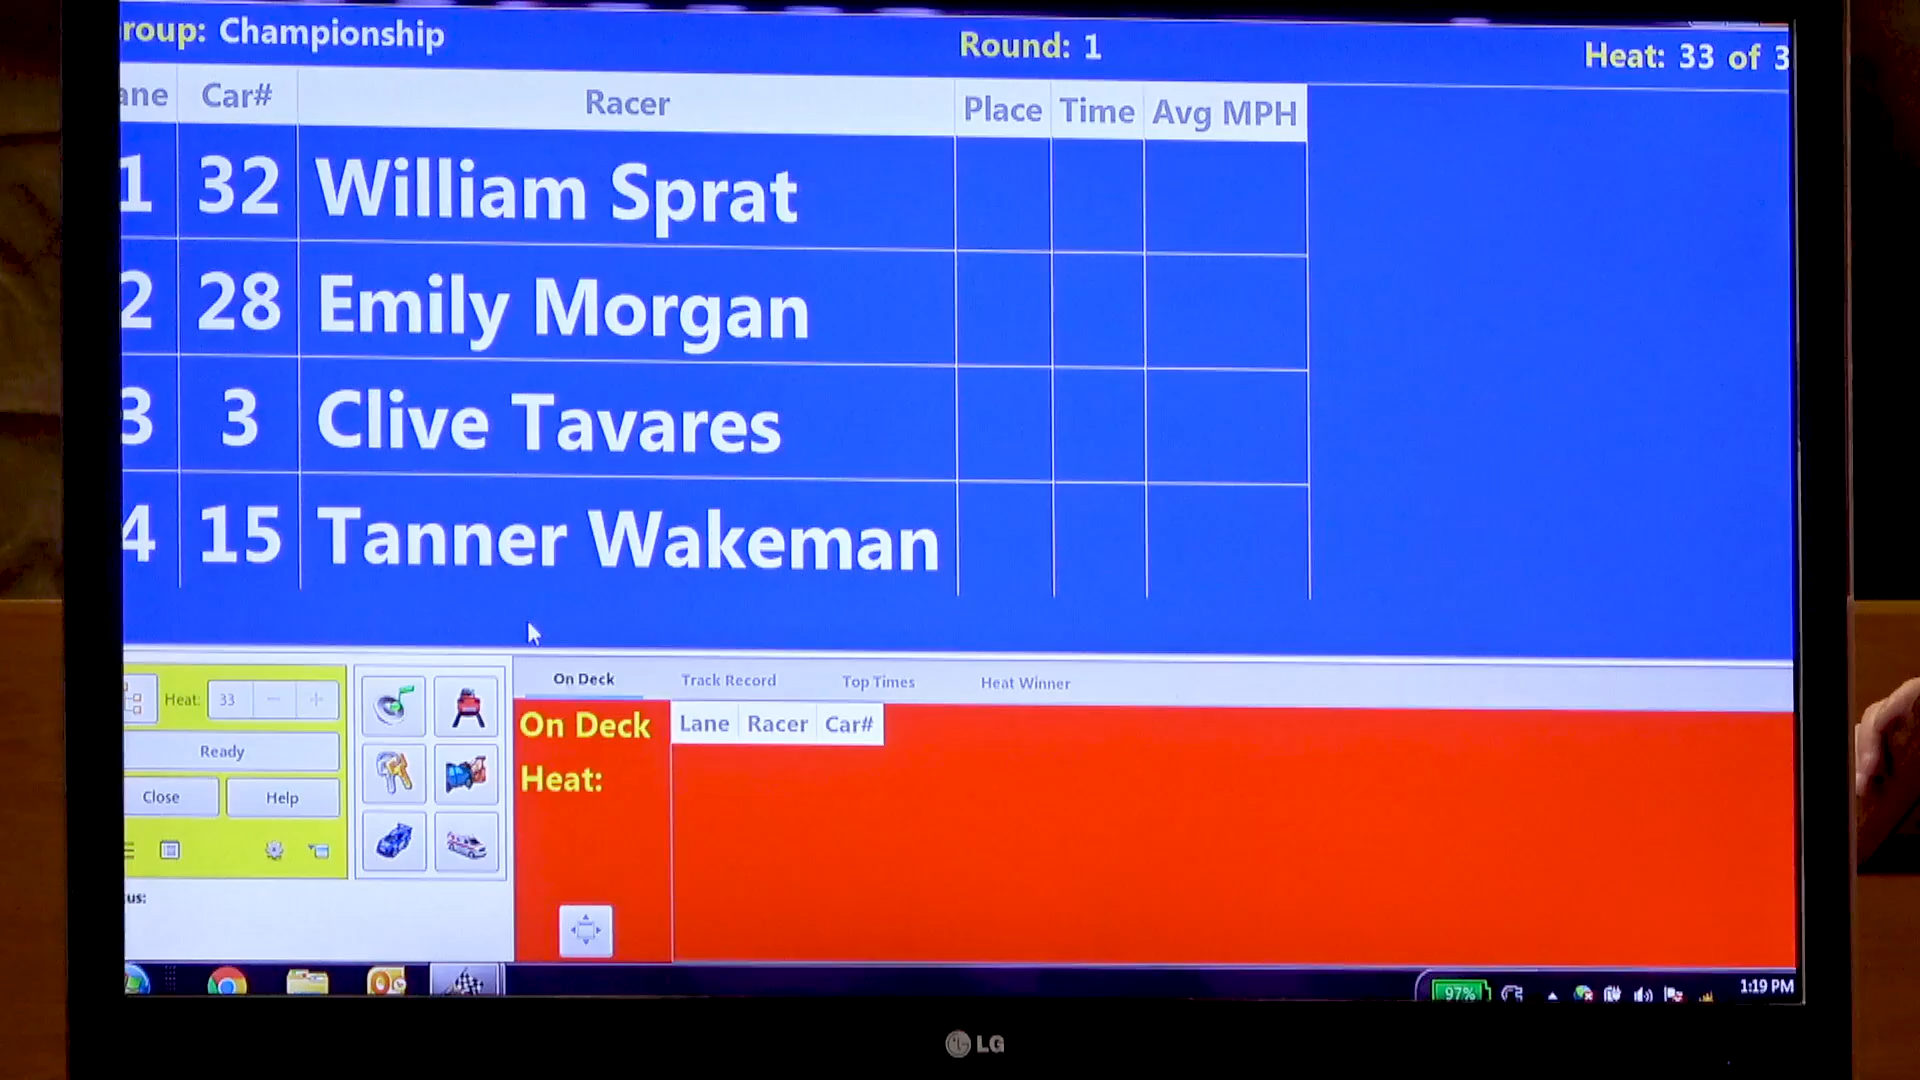 roup: Championship Round: 1 Heat: 33 of 3
ane Car# Racer Place Time Avg MPH
1 32 William Sprat
2 28 Emily Morgan
3 3 Clive Tavares
4 15 Tanner Wakeman
On Deck Track Record Top Times Heat Winner
Heat: 33
On Deck Lane Racer Car#
Ready
Heat:
Close Help
us:
97% 1:19 PM
LG